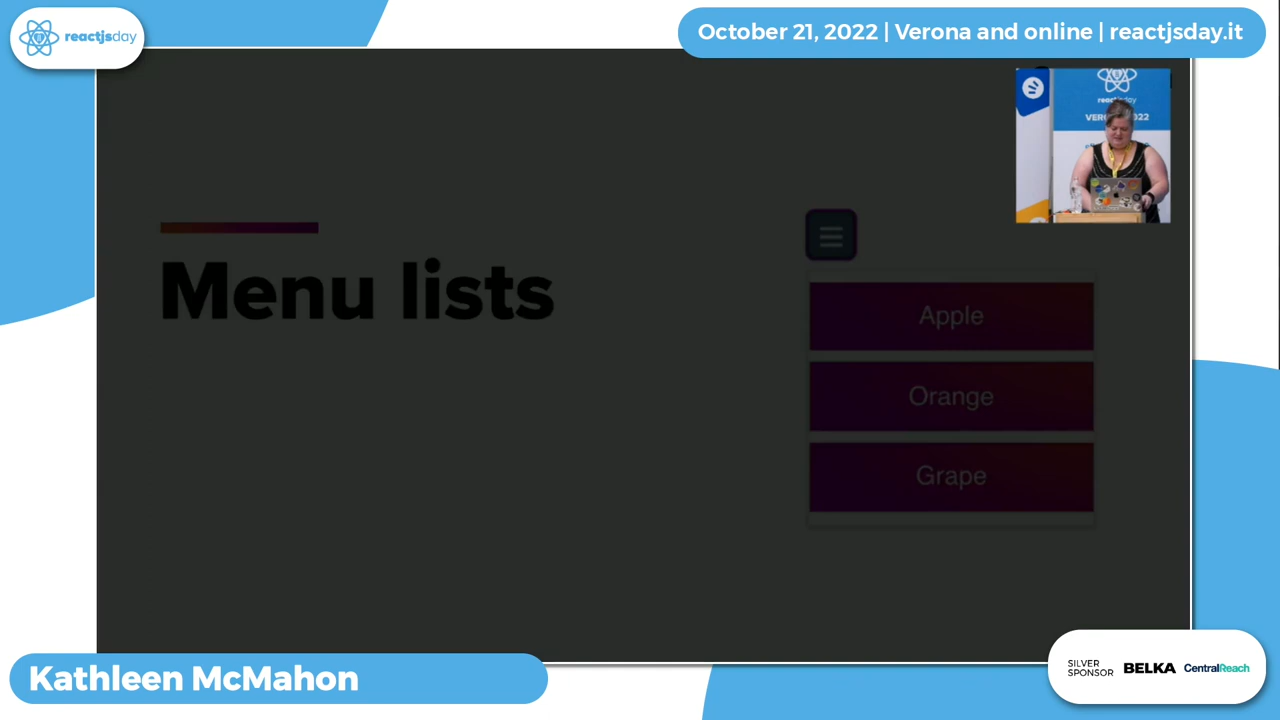 reactjsday
October 21, 2022 | Verona and online | reactjsday.it
reactjsday
Menu lists
Apple
Orange
Grape
Kathleen McMahon
SILVER
SPONSOR
BELKA
CentralReach